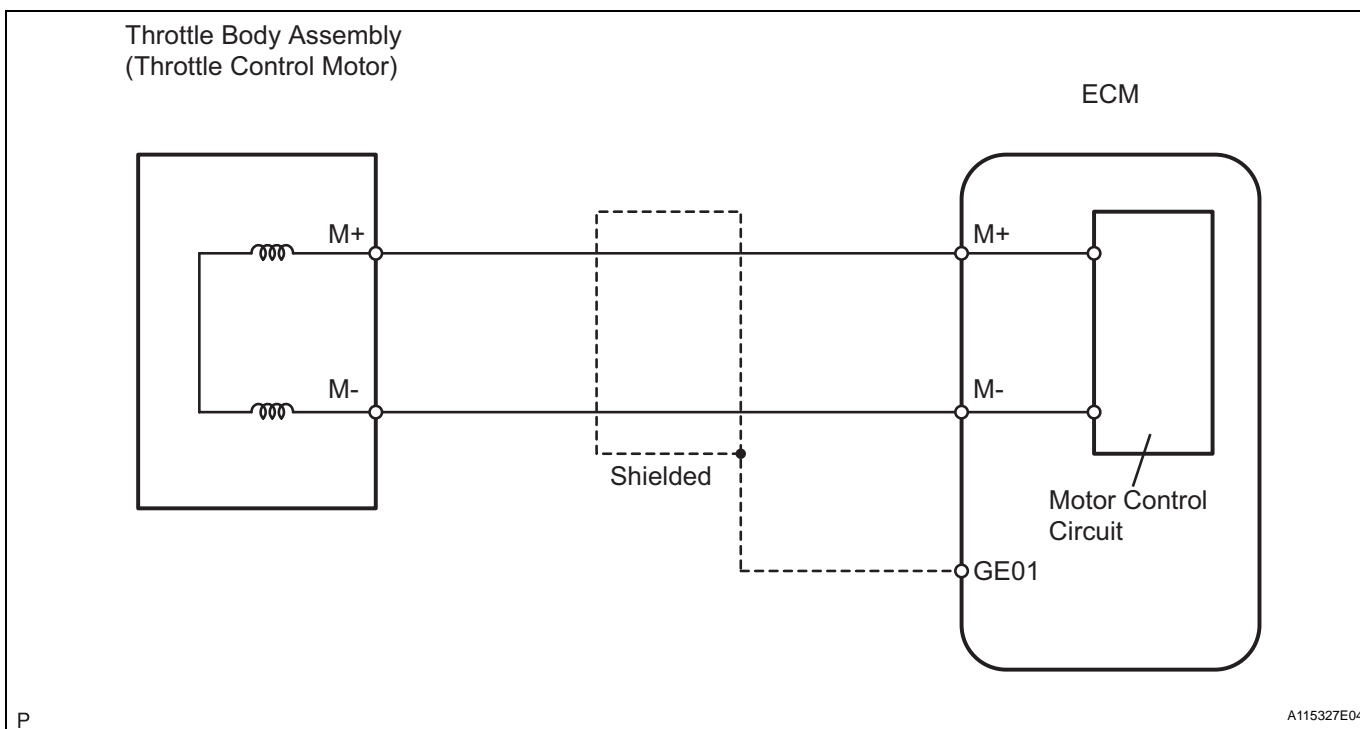 Throttle Body Assembly
(Throttle Control Motor)
ECM
M+
M+
M-
M-
Shielded
Motor Control
Circuit
GE01
P
A115327E04